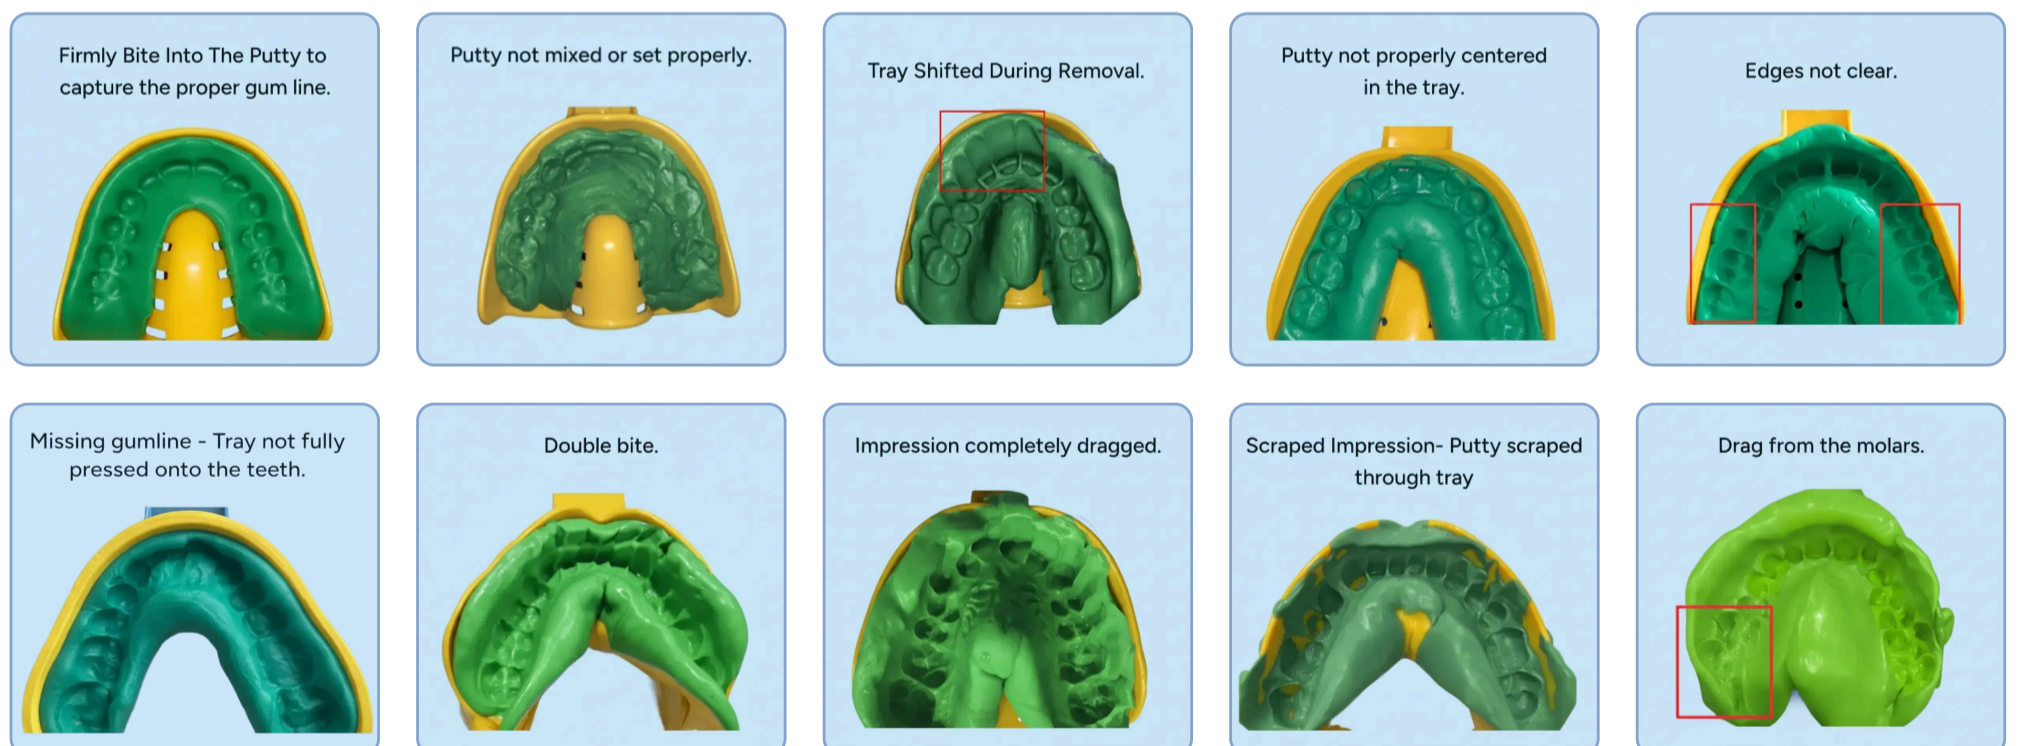 Firmly Bite Into The Putty to
capture the proper gum line.
Putty not mixed or set properly.
Tray Shifted During Removal.
Putty not properly centered
in the tray.
Edges not clear.
Missing gumline - Tray not fully
pressed onto the teeth.
Double bite.
Impression completely dragged.
Scraped Impression- Putty scraped
through tray
Drag from the molars.